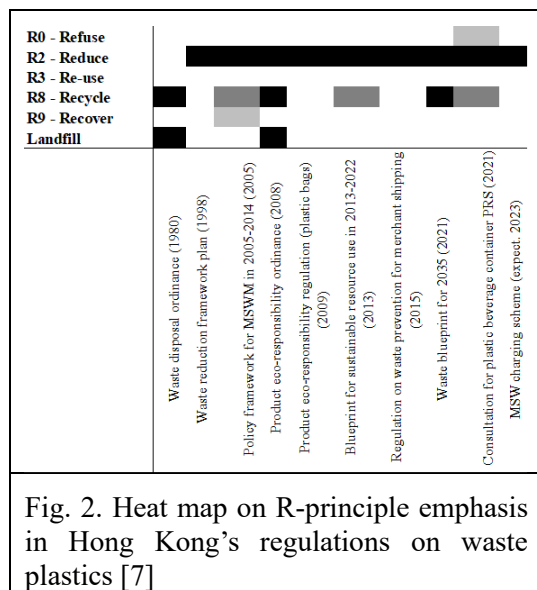 R0 - Refuse
R2 - Reduce
R3 - Re-use
R8 - Recycle
R9 - Recover
Landfill
Waste disposal ordinance (1980)
Waste reduction framework plan (1998)
Policy framework for MSWM in 2005-2014 (2005)
Product eco-responsibility ordinance (2008)
Product eco-responsibility regulation (plastic bags)
(2009)
Blueprint for sustainable resource use in 2013-2022
(2013)
Regulation on waste prevention for merchant shipping
(2015)
Waste blueprint for 2035 (2021)
Consultation for plastic beverage container PRS (2021)
MSW charging scheme (expect. 2023)
Fig. 2. Heat map on R-principle emphasis
in Hong Kong's regulations on waste
plastics [7]